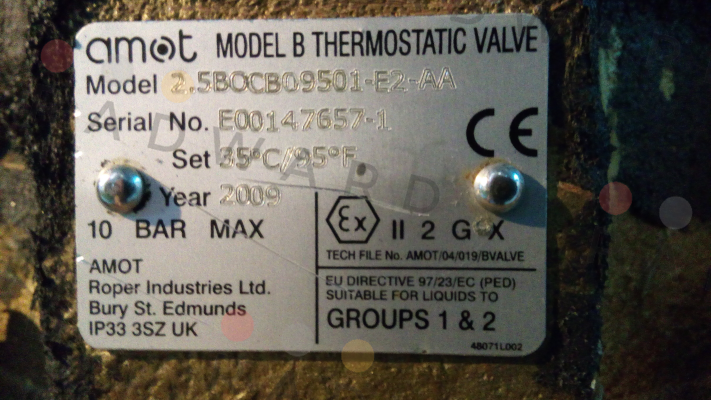 amot MODEL B THERMOSTATIC VALVE
Model 2.5BOCB09501-E2-AA
Serial No. E00147657-1
CE
Set 35°C/95°F
Year 2009
10 BAR MAX
Ex II 2 G X
TECH FILE No. AMOT/04/019/BVALVE
AMOT
Roper Industries Ltd.
Bury St. Edmunds
IP33 3SZ UK
EU DIRECTIVE 97/23/EC (PED)
SUITABLE FOR LIQUIDS TO
GROUPS 1 & 2
48071L002
ADWARD